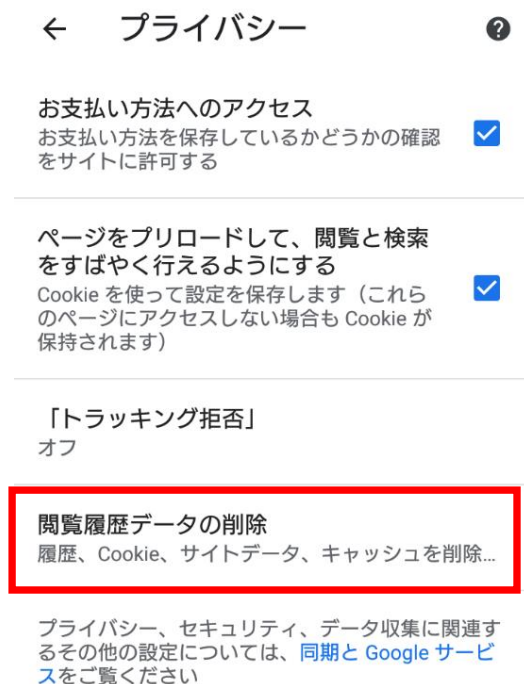 プライバシー
お支払い方法へのアクセス
お支払い方法を保存しているかどうかの確認
をサイトに許可する
ページをプリロードして、閲覧と検索
をすばやく行えるようにする
Cookie を使って設定を保存します（これら
のページにアクセスしない場合も Cookie が
保持されます）
「トラッキング拒否」
オフ
閲覧履歴データの削除
履歴、Cookie、サイトデータ、キャッシュを削除...
プライバシー、セキュリティ、データ収集に関連す
るその他の設定については、同期と Google サービ
スをご覧ください